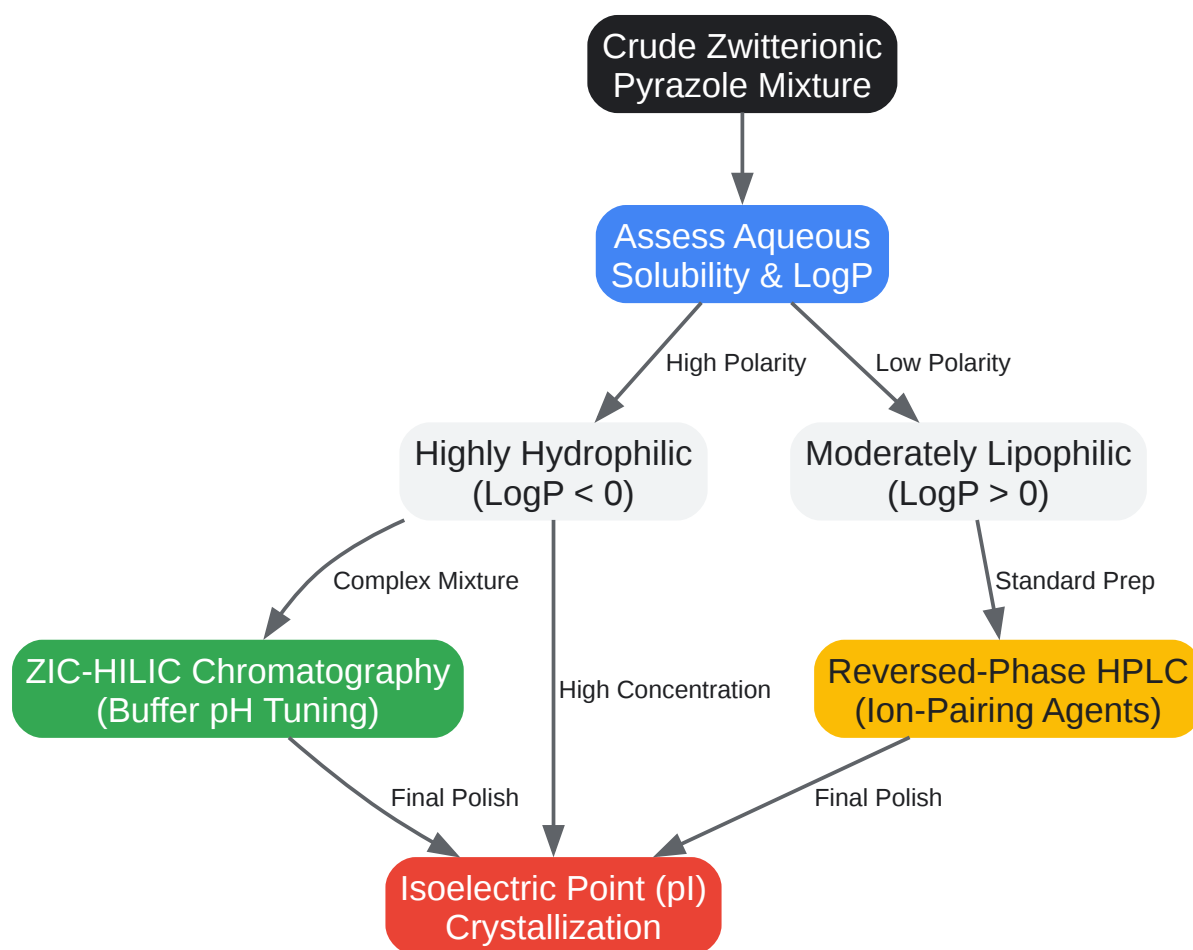 Crude Zwitterionic
Pyrazole Mixture
Assess Aqueous
Solubility & LogP
High Polarity
Low Polarity
Highly Hydrophilic
(LogP < 0)
Moderately Lipophilic
(LogP > 0)
Complex Mixture
Standard Prep
ZIC-HILIC Chromatography
(Buffer pH Tuning)
High Concentration
Reversed-Phase HPLC
(Ion-Pairing Agents)
Final Polish
Final Polish
Isoelectric Point (pI)
Crystallization